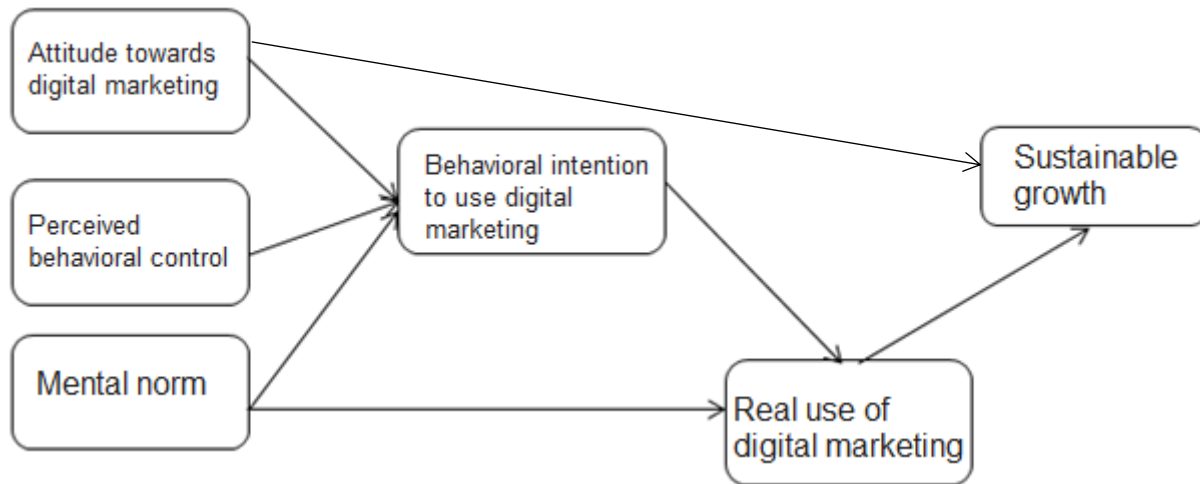 Attitude towards
digital marketing
Perceived
behavioral control
Mental norm
Behavioral intention
to use digital
marketing
Real use of
digital marketing
Sustainable
growth